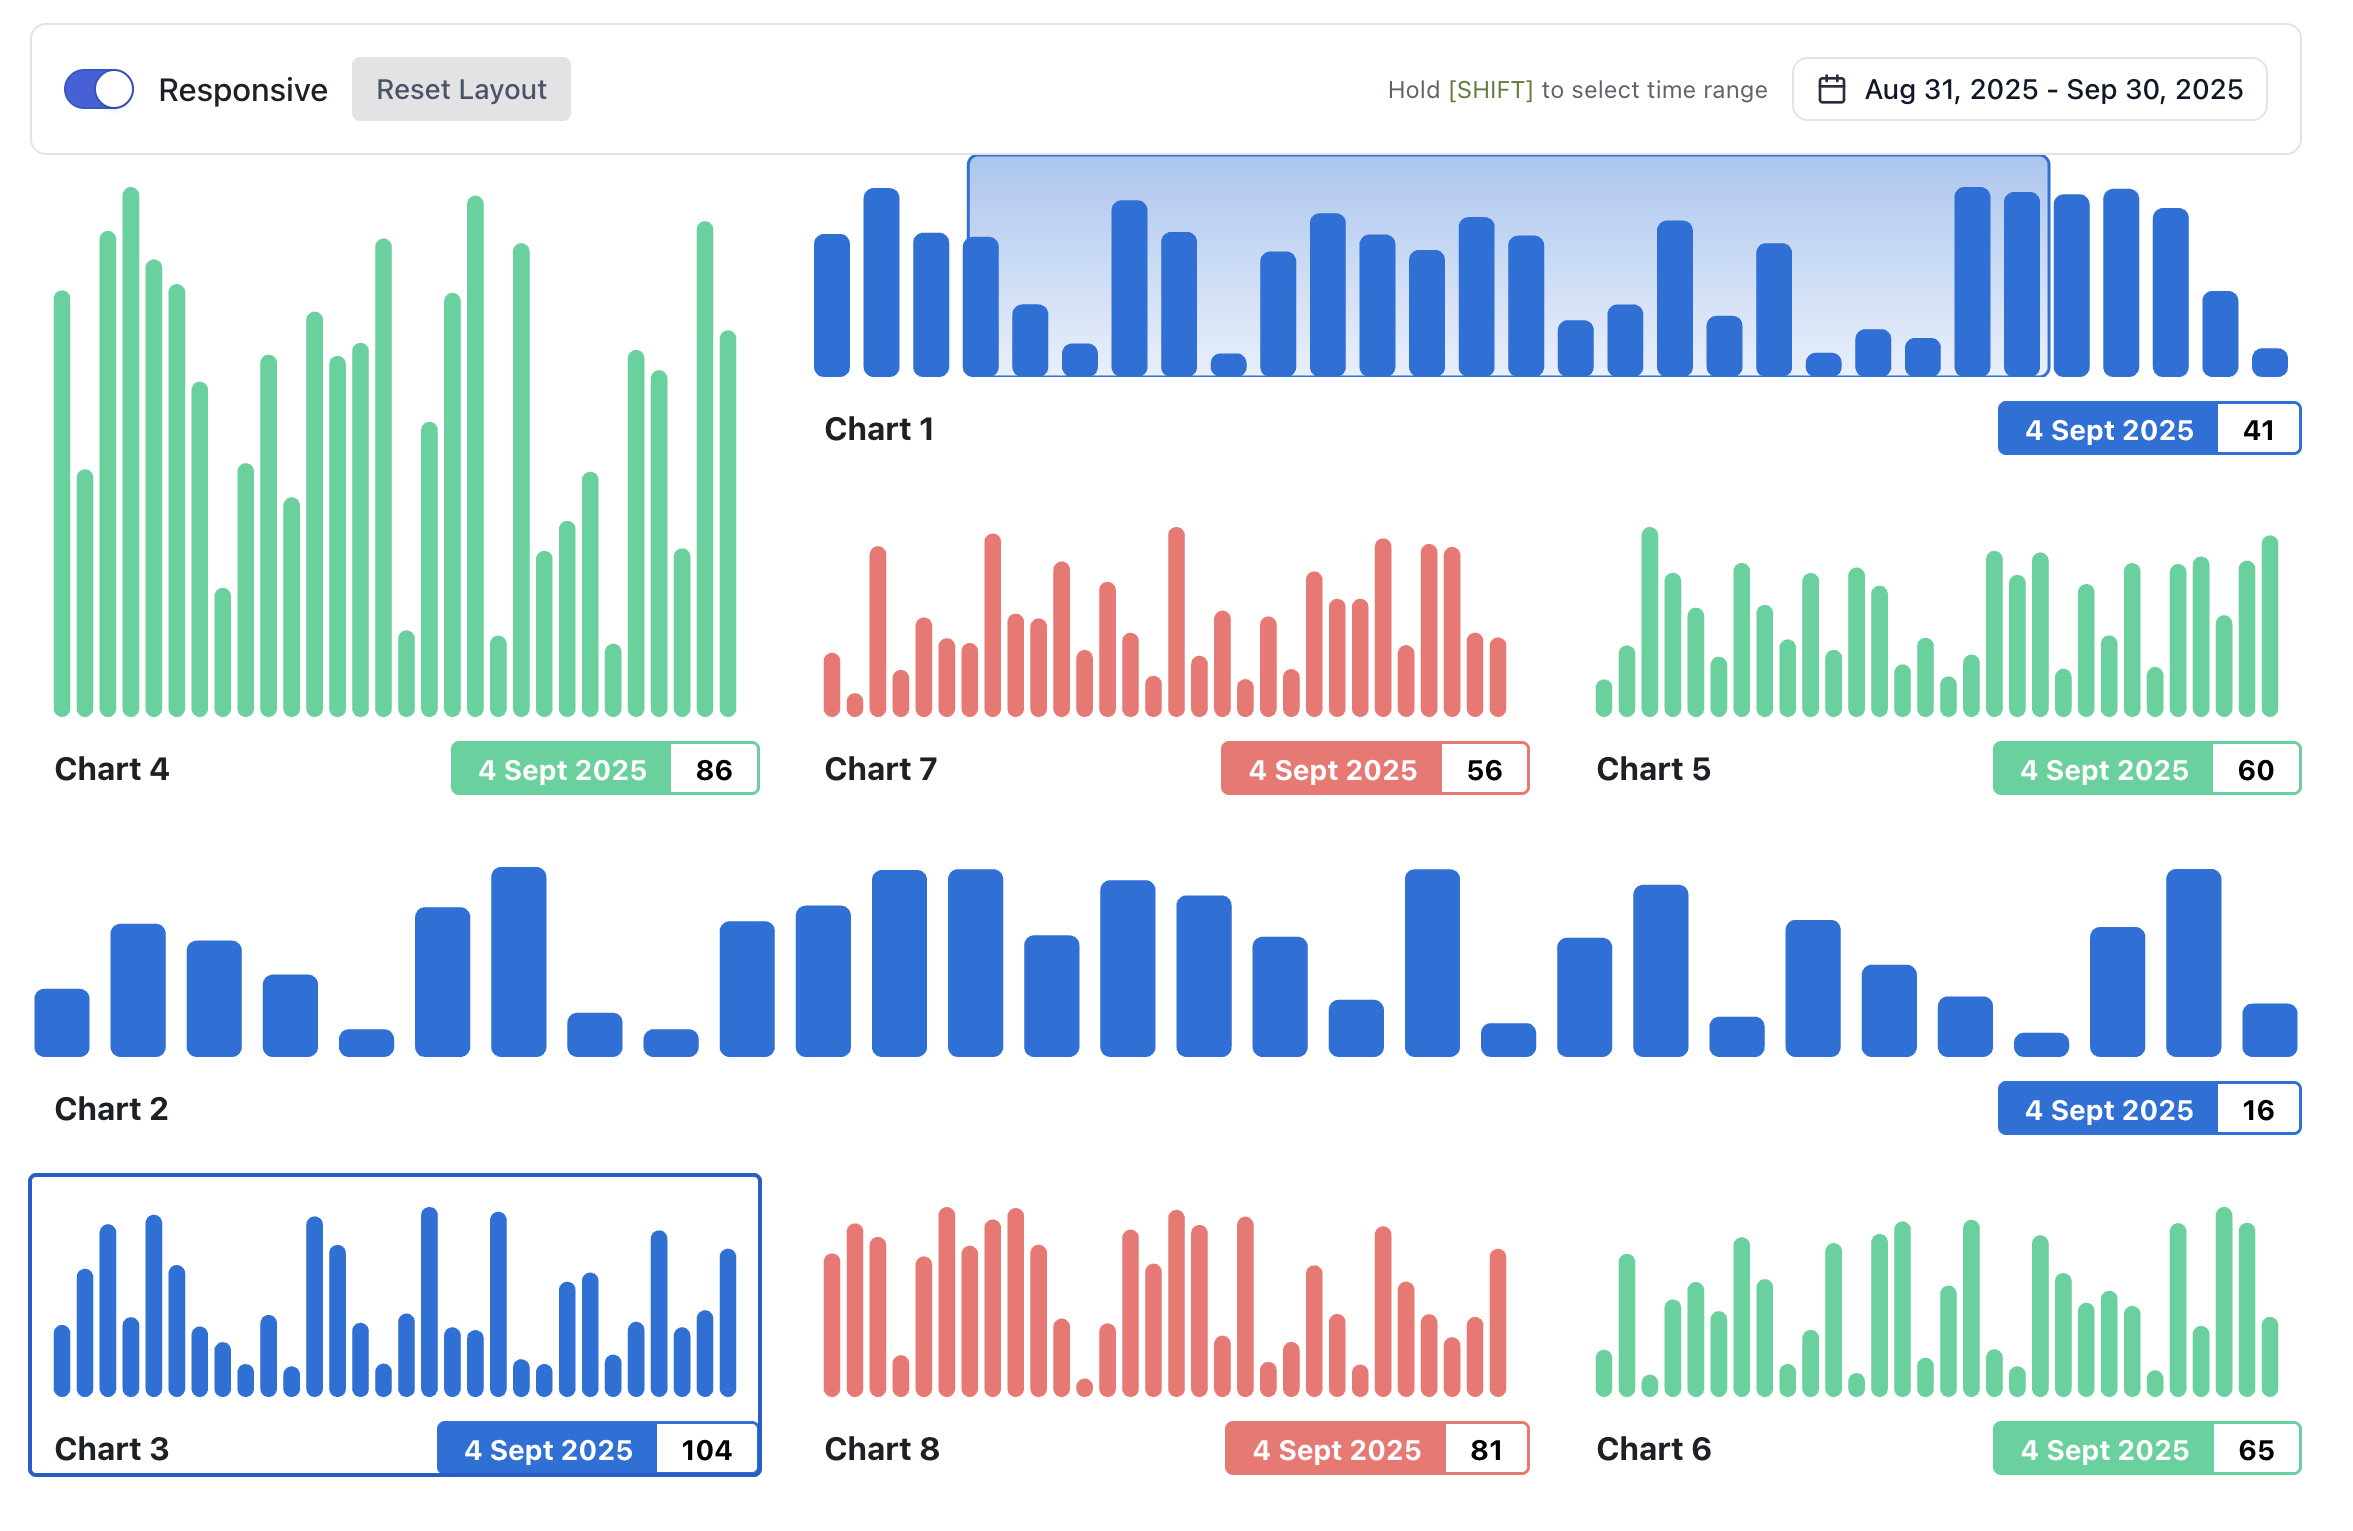 Responsive
Reset Layout
Hold [SHIFT] to select time range
Aug 31, 2025 - Sep 30, 2025
Chart 1
4 Sept 2025 41
Chart 4
4 Sept 2025 86
Chart 7
4 Sept 2025 56
Chart 5
4 Sept 2025 60
Chart 2
4 Sept 2025 16
Chart 3
4 Sept 2025 104
Chart 8
4 Sept 2025 81
Chart 6
4 Sept 2025 65